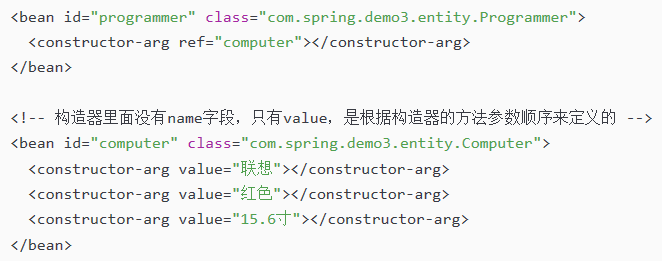 <bean id="programmer" class="com.spring.demo3.entity.Programmer">
  <constructor-arg ref="computer"></constructor-arg>
</bean>

<!-- 构造器里面没有name字段，只有value，是根据构造器的方法参数顺序来定义的 -->
<bean id="computer" class="com.spring.demo3.entity.Computer">
  <constructor-arg value="联想"></constructor-arg>
  <constructor-arg value="红色"></constructor-arg>
  <constructor-arg value="15.6寸"></constructor-arg>
</bean>